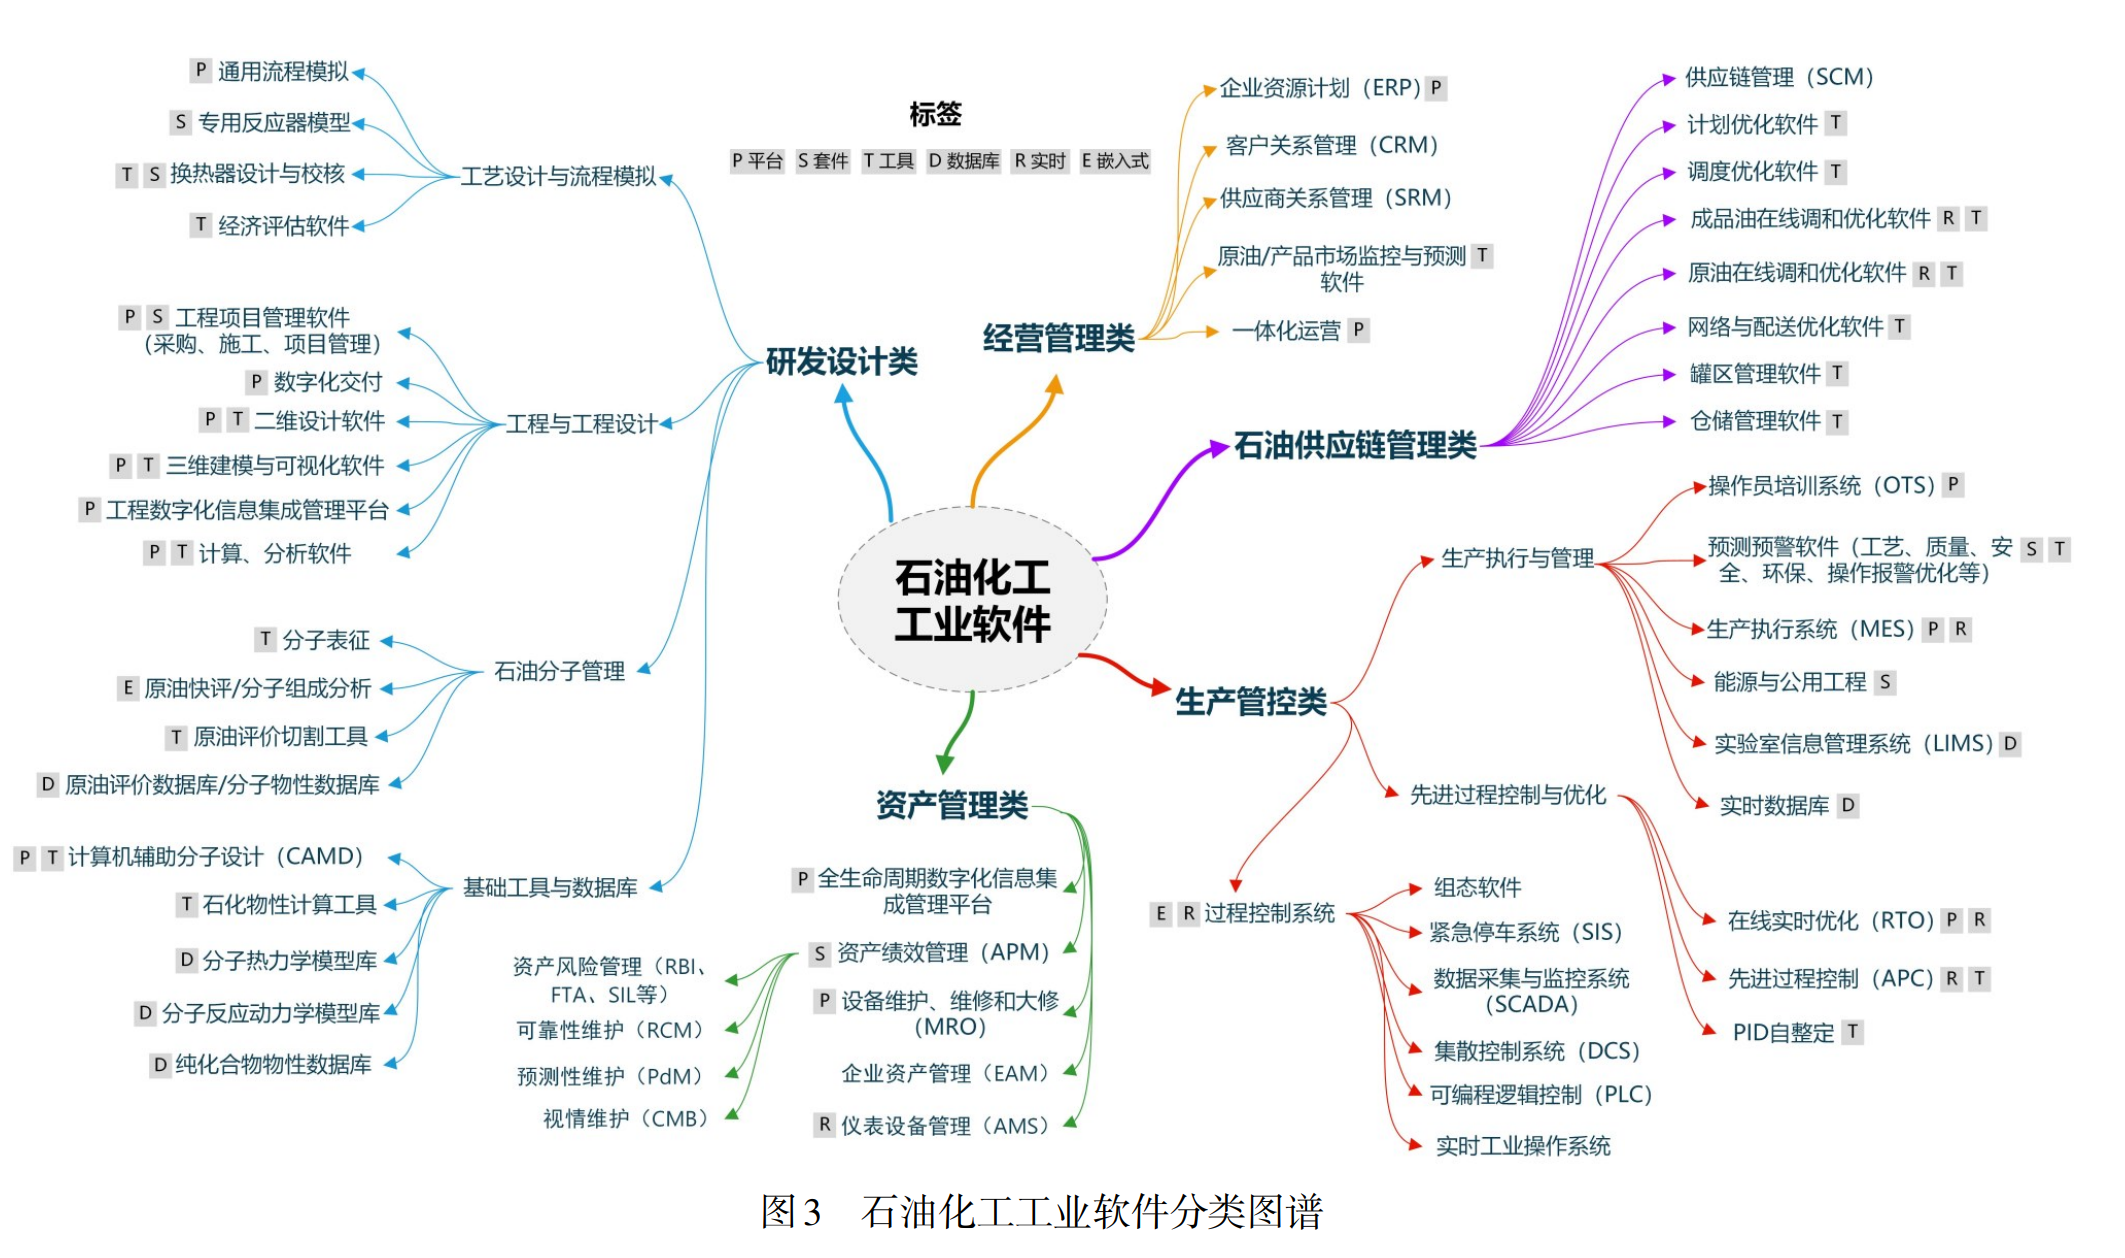 标签
P 平台 S 套件 T 工具 D 数据库 R 实时 E 嵌入式
石油化工
工业软件
研发设计类
工艺设计与流程模拟
P 通用流程模拟
S 专用反应器模型
T S 换热器设计与校核
T 经济评估软件
工程与工程设计
P S 工程项目管理软件
（采购、施工、项目管理）
P 数字化交付
P T 二维设计软件
P T 三维建模与可视化软件
P 工程数字化信息集成管理平台
P T 计算、分析软件
石油分子管理
T 分子表征
E 原油快评/分子组成分析
T 原油评价切割工具
D 原油评价数据库/分子物性数据库
基础工具与数据库
P T 计算机辅助分子设计（CAMD）
T 石化物性计算工具
D 分子热力学模型库
D 分子反应动力学模型库
D 纯化合物物性数据库
经营管理类
企业资源计划（ERP） P
客户关系管理（CRM）
供应商关系管理（SRM）
原油/产品市场监控与预测 T
软件
一体化运营 P
石油供应链管理类
供应链管理（SCM）
计划优化软件 T
调度优化软件 T
成品油在线调和优化软件 R T
原油在线调和优化软件 R T
网络与配送优化软件 T
罐区管理软件 T
仓储管理软件 T
生产管控类
生产执行与管理
操作员培训系统（OTS） P
预测预警软件（工艺、质量、安 S T
全、环保、操作报警优化等）
生产执行系统（MES） P R
能源与公用工程 S
实验室信息管理系统（LIMS） D
实时数据库 D
先进过程控制与优化
在线实时优化（RTO） P R
先进过程控制（APC） R T
PID自整定 T
E R 过程控制系统
组态软件
紧急停车系统（SIS）
数据采集与监控系统
（SCADA）
集散控制系统（DCS）
可编程逻辑控制（PLC）
实时工业操作系统
资产管理类
P 全生命周期数字化信息集
成管理平台
S 资产绩效管理（APM）
资产风险管理（RBI、
FTA、SIL等）
可靠性维护（RCM）
预测性维护（PdM）
视情维护（CMB）
P 设备维护、维修和大修
（MRO）
企业资产管理（EAM）
R 仪表设备管理（AMS）
图3 石油化工工业软件分类图谱